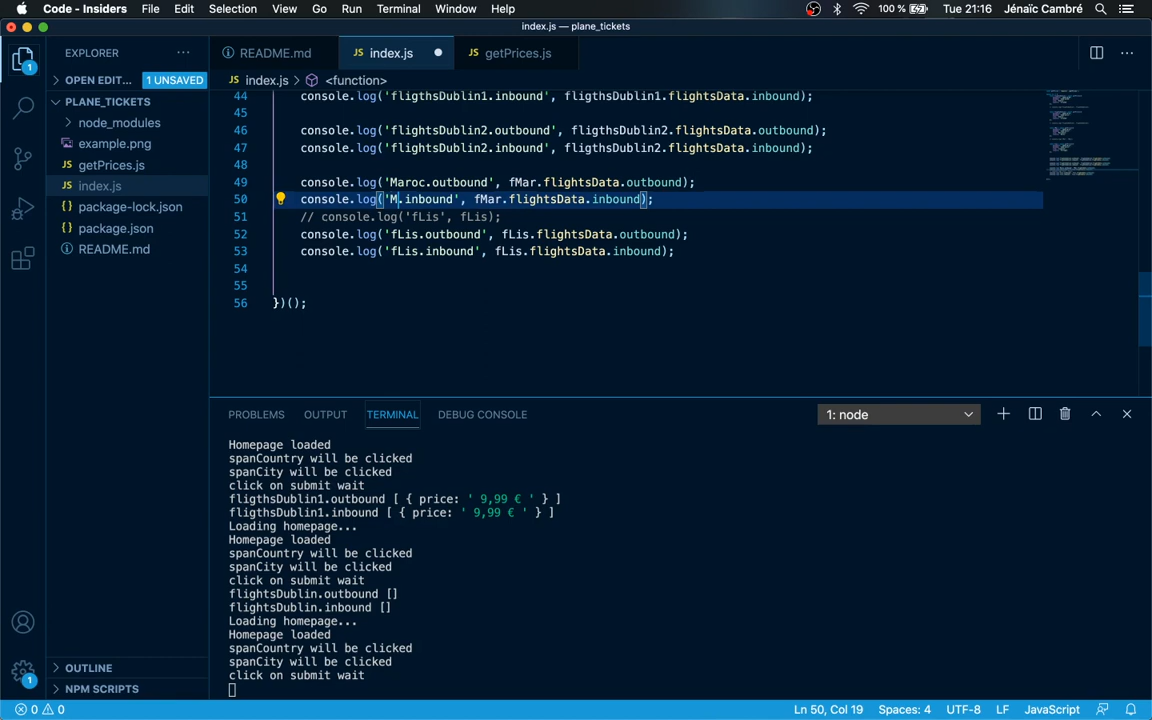 Code - Insiders File Edit Selection View Go Run Terminal Window Help 100 % Tue 21:16 Jénaïc Cambré
index.js — plane_tickets
EXPLORER ...
README.md
JS index.js
JS getPrices.js
OPEN EDIT... 1 UNSAVED
JS index.js > <function>
PLANE_TICKETS
node_modules
example.png
JS getPrices.js
JS index.js
{} package-lock.json
{} package.json
README.md
44 console.log('fligthsDublin1.inbound', fligthsDublin1.flightsData.inbound);
45
46 console.log('flightsDublin2.outbound', fligthsDublin2.flightsData.outbound);
47 console.log('flightsDublin2.inbound', fligthsDublin2.flightsData.inbound);
48
49 console.log('Maroc.outbound', fMar.flightsData.outbound);
50 console.log('M.inbound', fMar.flightsData.inbound);
51 // console.log('fLis', fLis);
52 console.log('fLis.outbound', fLis.flightsData.outbound);
53 console.log('fLis.inbound', fLis.flightsData.inbound);
54
55
56 })();
PROBLEMS OUTPUT TERMINAL DEBUG CONSOLE 1: node
Homepage loaded
spanCountry will be clicked
spanCity will be clicked
click on submit wait
fligthsDublin1.outbound [ { price: ' 9,99 € ' } ]
fligthsDublin1.inbound [ { price: ' 9,99 € ' } ]
Loading homepage...
Homepage loaded
spanCountry will be clicked
spanCity will be clicked
click on submit wait
flightsDublin.outbound []
flightsDublin.inbound []
Loading homepage...
Homepage loaded
spanCountry will be clicked
spanCity will be clicked
click on submit wait
1
1
OUTLINE
NPM SCRIPTS
0 0 Ln 50, Col 19 Spaces: 4 UTF-8 LF JavaScript